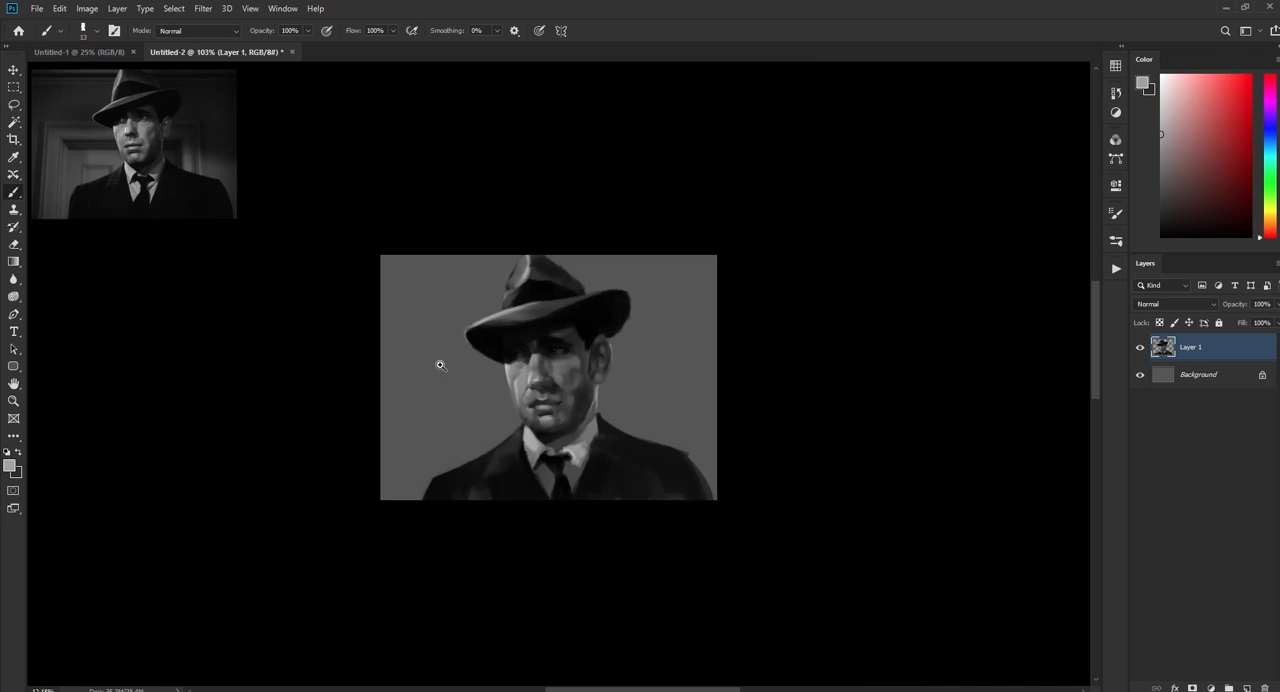 Ps File Edit Image Layer Type Select Filter 3D View Window Help
13 Mode: Normal Opacity: 100% Flow: 100% Smoothing: 0%
Untitled-1 @ 25% (RGB/8) × Untitled-2 @ 103% (Layer 1, RGB/8#) * ×
Color
Layers
Kind
Normal Opacity: 100%
Lock: Fill: 100%
Layer 1
Background